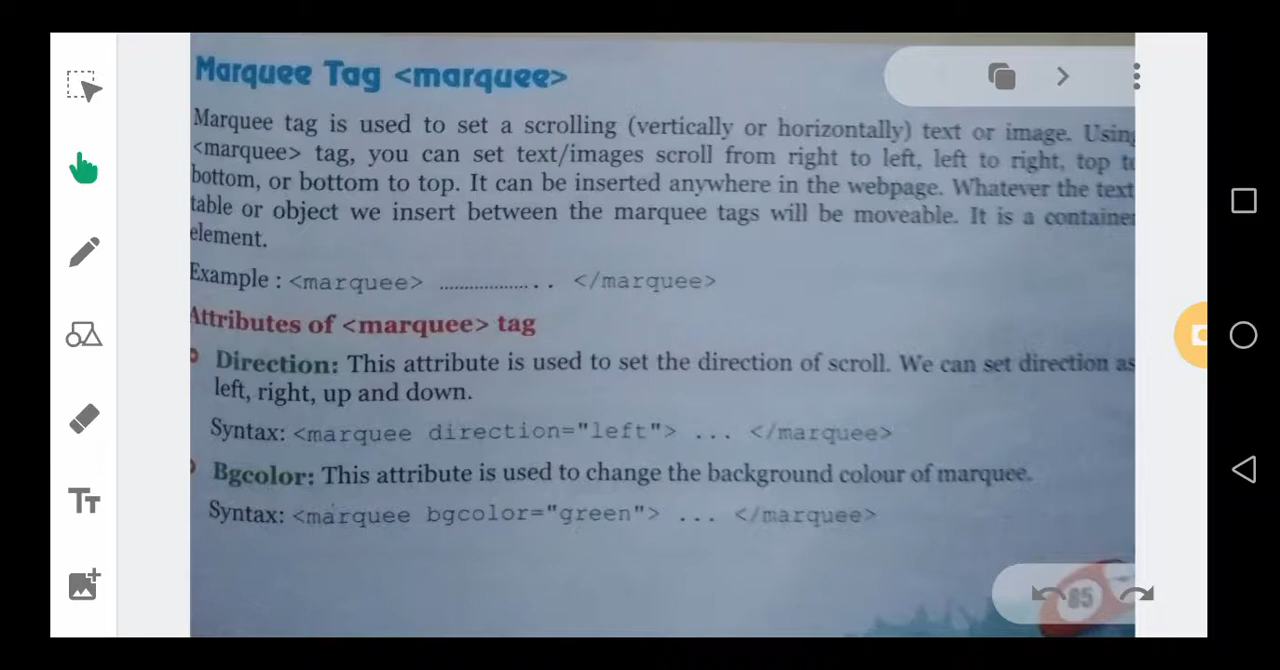 Marquee Tag <marquee>
Marquee tag is used to set a scrolling (vertically or horizontally) text or image. Using
<marquee> tag, you can set text/images scroll from right to left, left to right, top t
bottom, or bottom to top. It can be inserted anywhere in the webpage. Whatever the text
table or object we insert between the marquee tags will be moveable. It is a container
element.
Example : <marquee> ..................... </marquee>
Attributes of <marquee> tag
Direction: This attribute is used to set the direction of scroll. We can set direction as
left, right, up and down.
Syntax: <marquee direction="left"> ... </marquee>
Bgcolor: This attribute is used to change the background colour of marquee.
Syntax: <marquee bgcolor="green"> ... </marquee>
85
TT